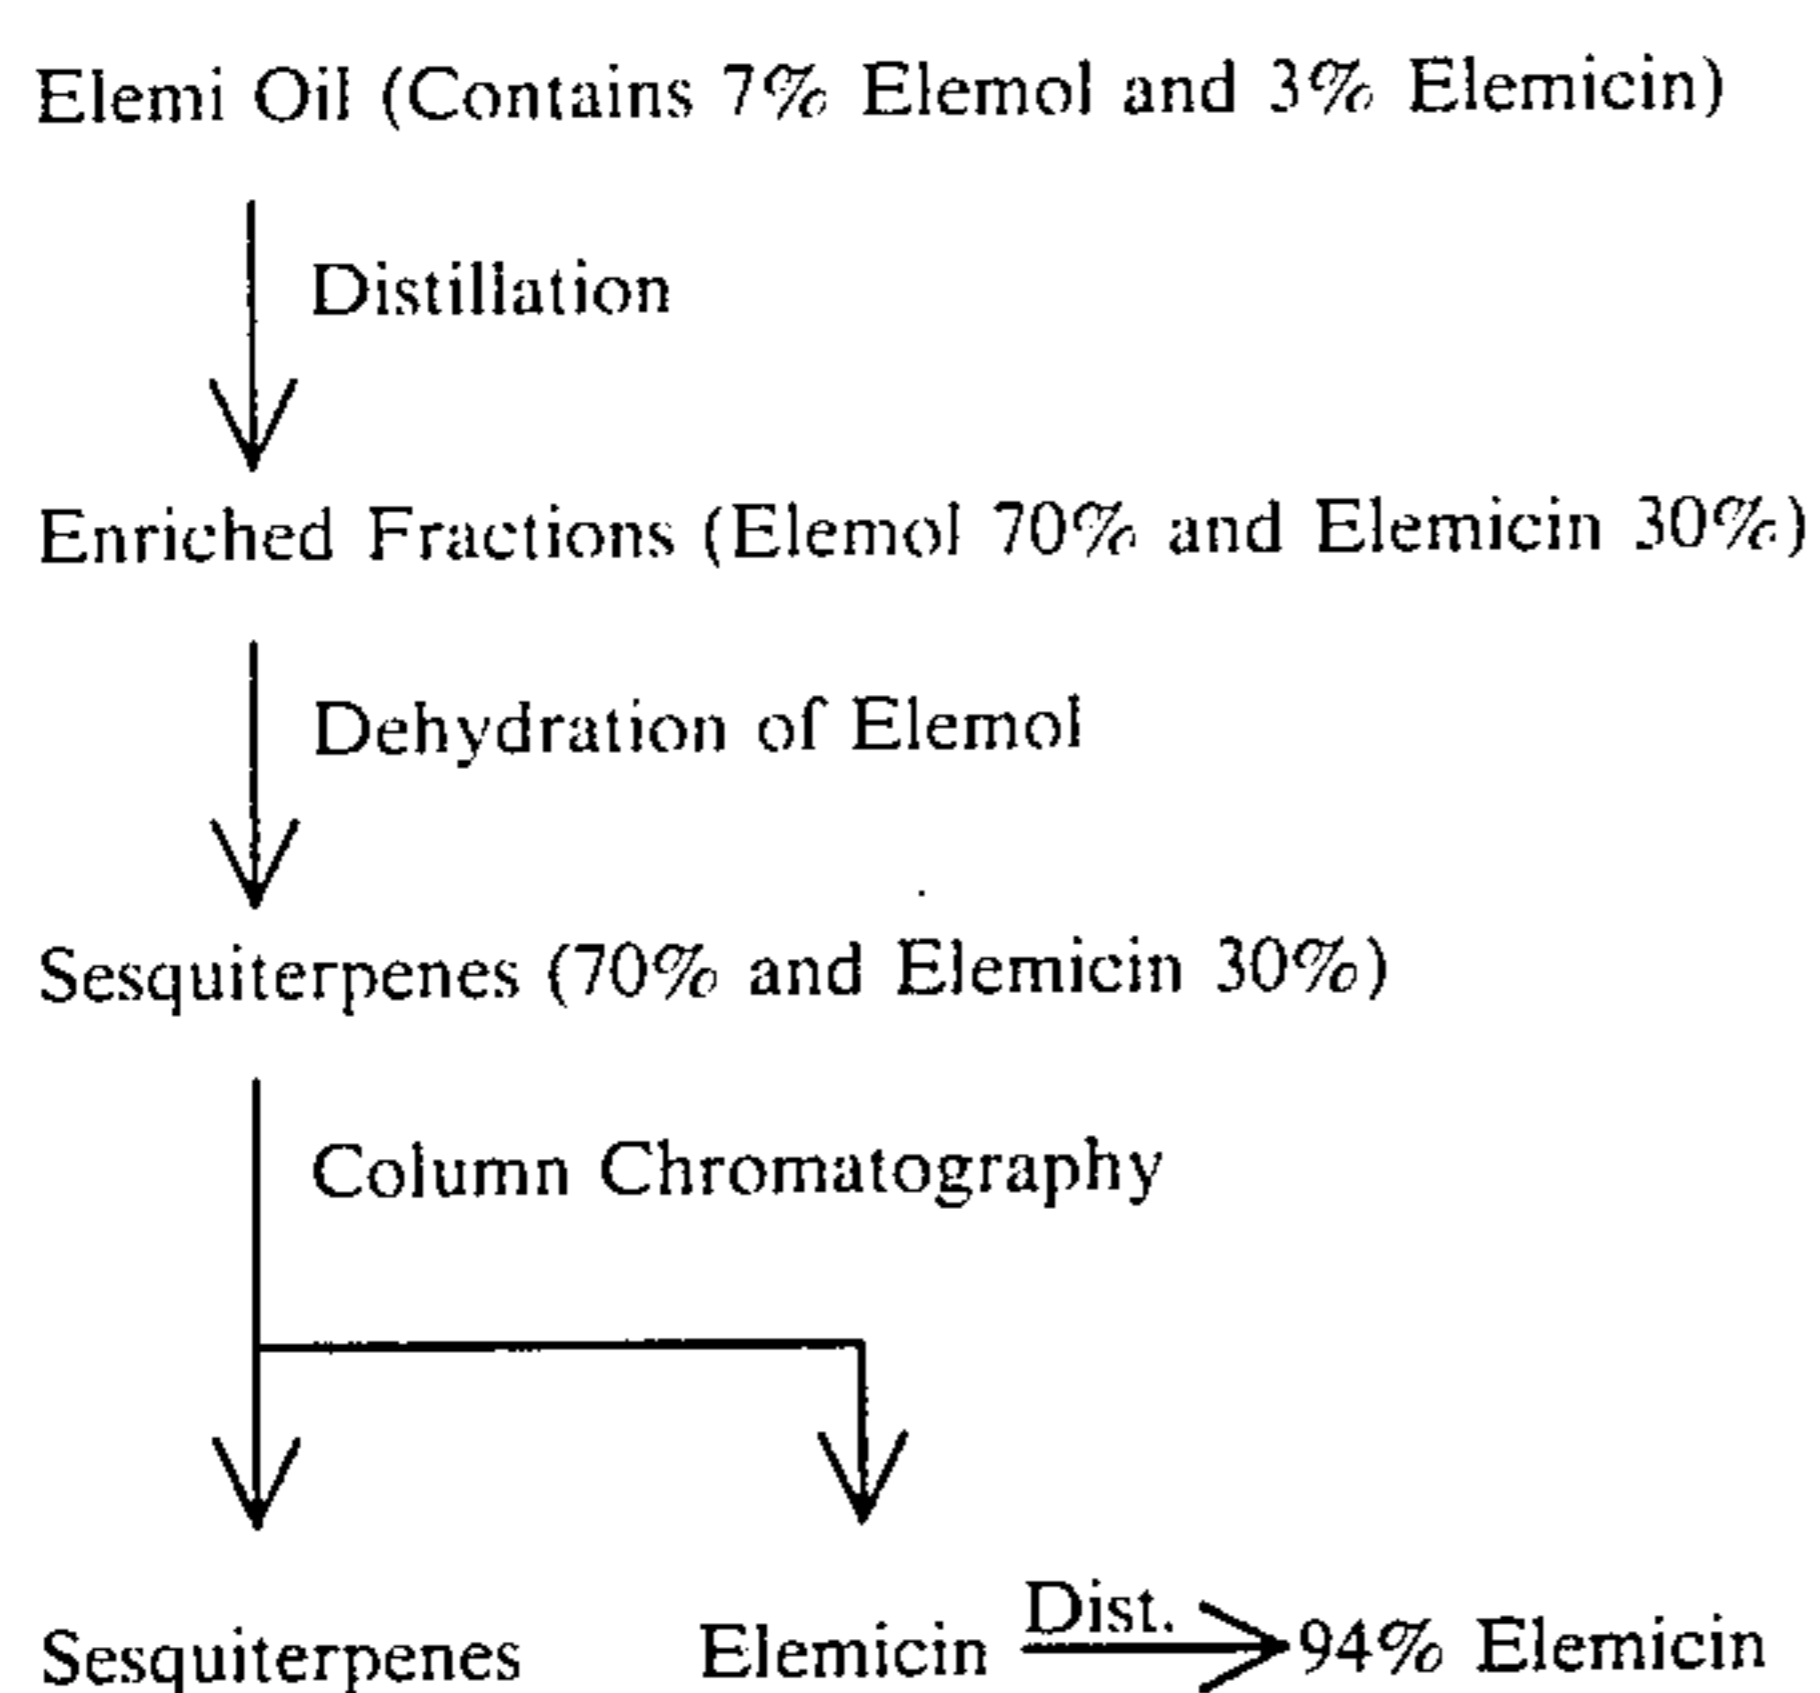 Elemi Oil (Contains 7% Elemol and 3% Elemicin)
Distillation
Enriched Fractions (Elemol 70% and Elemicin 30%)
Dehydration of Elemol
Sesquiterpenes (70% and Elemicin 30%)
Column Chromatography
Sesquiterpenes Elemicin Dist. 94% Elemicin